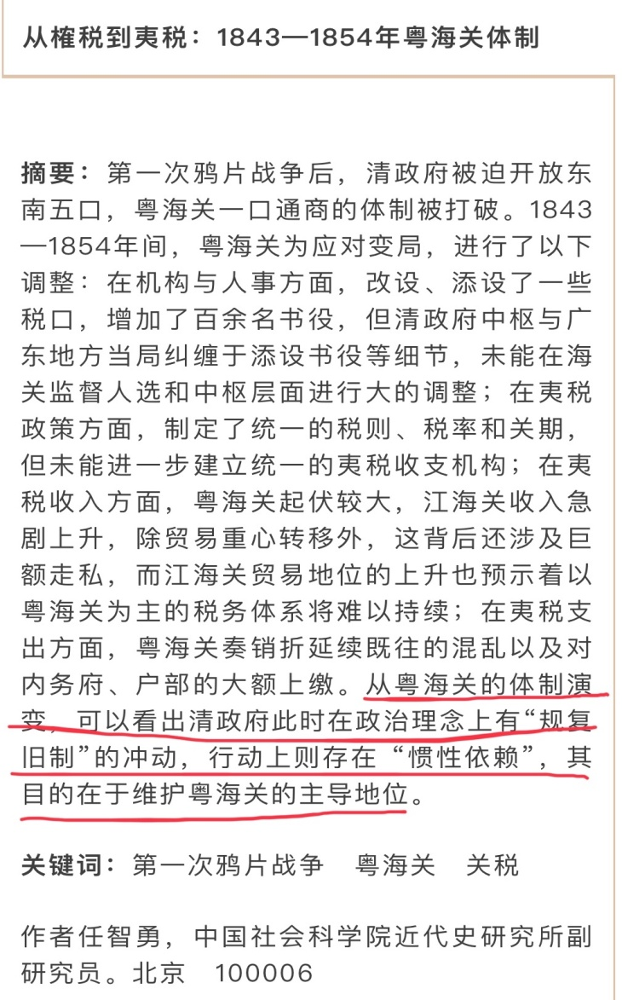 从榷税到夷税：1843—1854年粤海关体制
摘要：第一次鸦片战争后，清政府被迫开放东
南五口，粤海关一口通商的体制被打破。1843
—1854年间，粤海关为应对变局，进行了以下
调整：在机构与人事方面，改设、添设了一些
税口，增加了百余名书役，但清政府中枢与广
东地方当局纠缠于添设书役等细节，未能在海
关监督人选和中枢层面进行大的调整；在夷税
政策方面，制定了统一的税则、税率和关期，
但未能进一步建立统一的夷税收支机构；在夷
税收入方面，粤海关起伏较大，江海关收入急
剧上升，除贸易重心转移外，这背后还涉及巨
额走私，而江海关贸易地位的上升也预示着以
粤海关为主的税务体系将难以持续；在夷税支
出方面，粤海关奏销折延续既往的混乱以及对
内务府、户部的大额上缴。从粤海关的体制演
变，可以看出清政府此时在政治理念上有“规复
旧制”的冲动，行动上则存在“惯性依赖”，其
目的在于维护粤海关的主导地位。
关键词：第一次鸦片战争 粤海关 关税
作者任智勇，中国社会科学院近代史研究所副
研究员。北京 100006